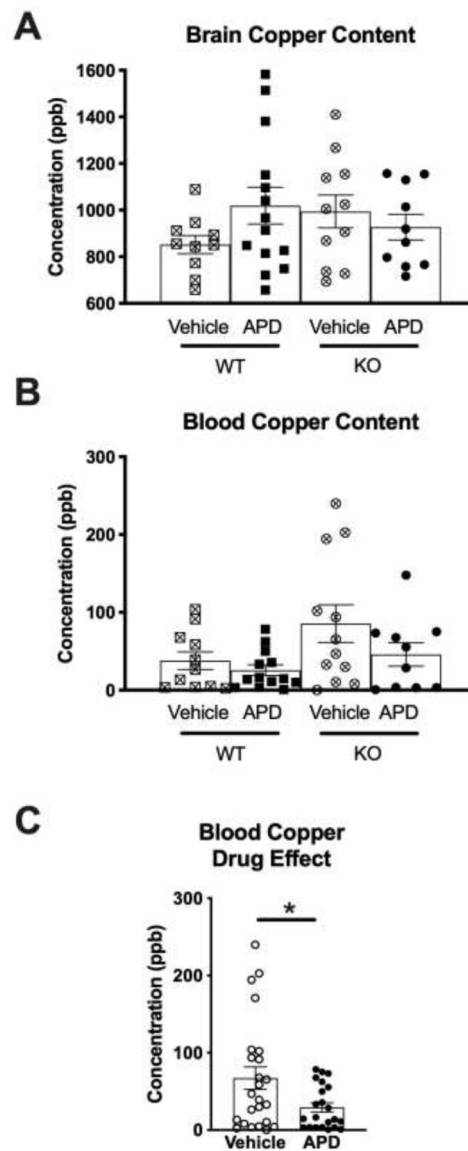 A
Brain Copper Content
Concentration (ppb)
1600
1400
1200
1000
800
600
Vehicle APD Vehicle APD
WT KO
B
Blood Copper Content
Concentration (ppb)
300
200
100
0
Vehicle APD Vehicle APD
WT KO
C
Blood Copper
Drug Effect
Concentration (ppb)
300
200
100
0
*
Vehicle APD